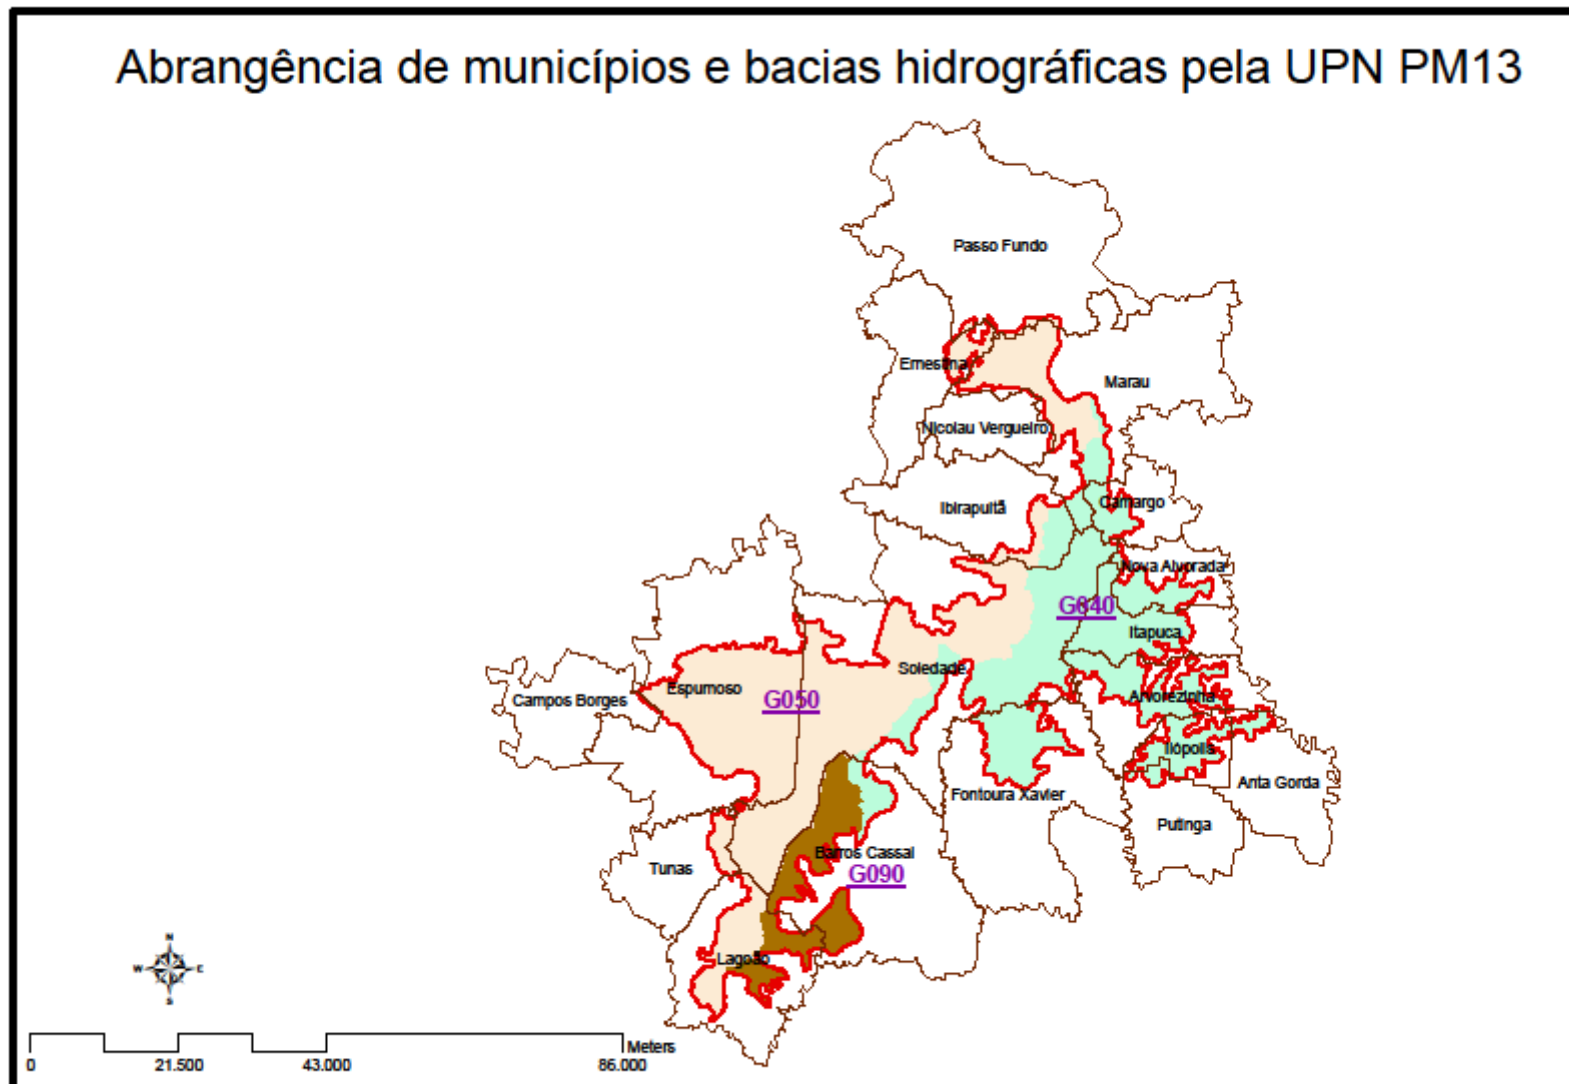 Abrangência de municípios e bacias hidrográficas pela UPN PM13
Passo Fundo
Ernestina
Marau
Nicolau Vergueiro
Ibirapuitã
Camargo
Nova Alvorada
G040
Itapuca
Soledade
Espumoso
Campos Borges
G050
Arvorezinha
Ilópolis
Anta Gorda
Fontoura Xavier
Putinga
Barros Cassal
Tunas
G090
Lagoão
N
W
E
S
Meters
0
21.500
43.000
86.000